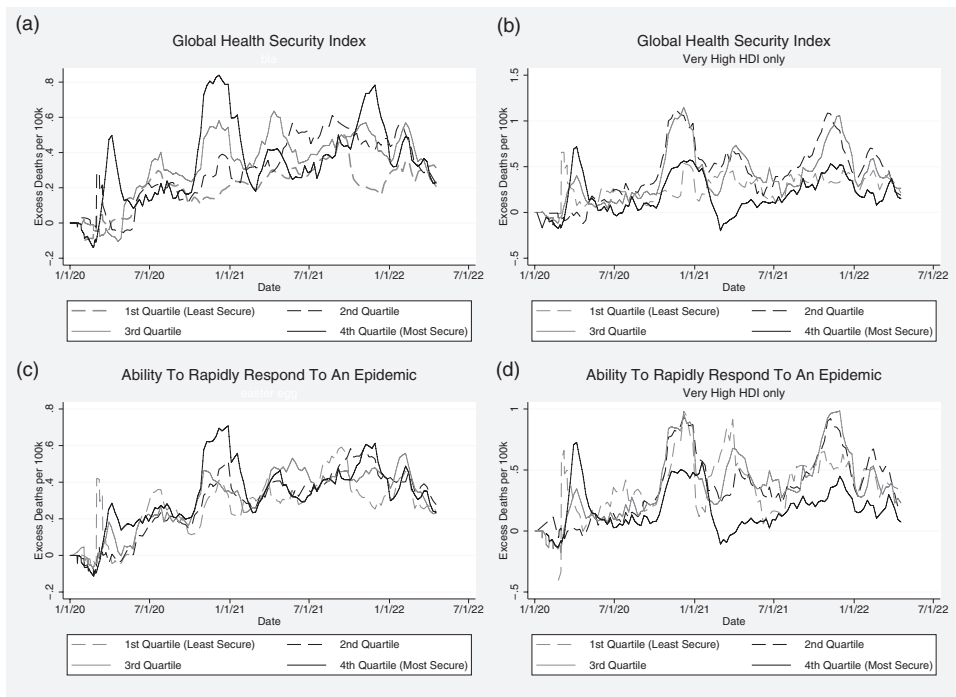 (a)
Global Health Security Index
bla
Excess Deaths per 100k
.8
.6
.4
.2
0
-.2
1/1/20 7/1/20 1/1/21 7/1/21 1/1/22 7/1/22
Date
1st Quartile (Least Secure) 2nd Quartile
3rd Quartile 4th Quartile (Most Secure)
(b)
Global Health Security Index
Very High HDI only
Excess Deaths per 100k
1.5
1
.5
0
-.5
1/1/20 7/1/20 1/1/21 7/1/21 1/1/22 7/1/22
Date
1st Quartile (Least Secure) 2nd Quartile
3rd Quartile 4th Quartile (Most Secure)
(c)
Ability To Rapidly Respond To An Epidemic
easter egg
Excess Deaths per 100k
.8
.6
.4
.2
0
-.2
1/1/20 7/1/20 1/1/21 7/1/21 1/1/22 7/1/22
Date
1st Quartile (Least Secure) 2nd Quartile
3rd Quartile 4th Quartile (Most Secure)
(d)
Ability To Rapidly Respond To An Epidemic
Very High HDI only
Excess Deaths per 100k
1
.5
0
-.5
1/1/20 7/1/20 1/1/21 7/1/21 1/1/22 7/1/22
Date
1st Quartile (Least Secure) 2nd Quartile
3rd Quartile 4th Quartile (Most Secure)